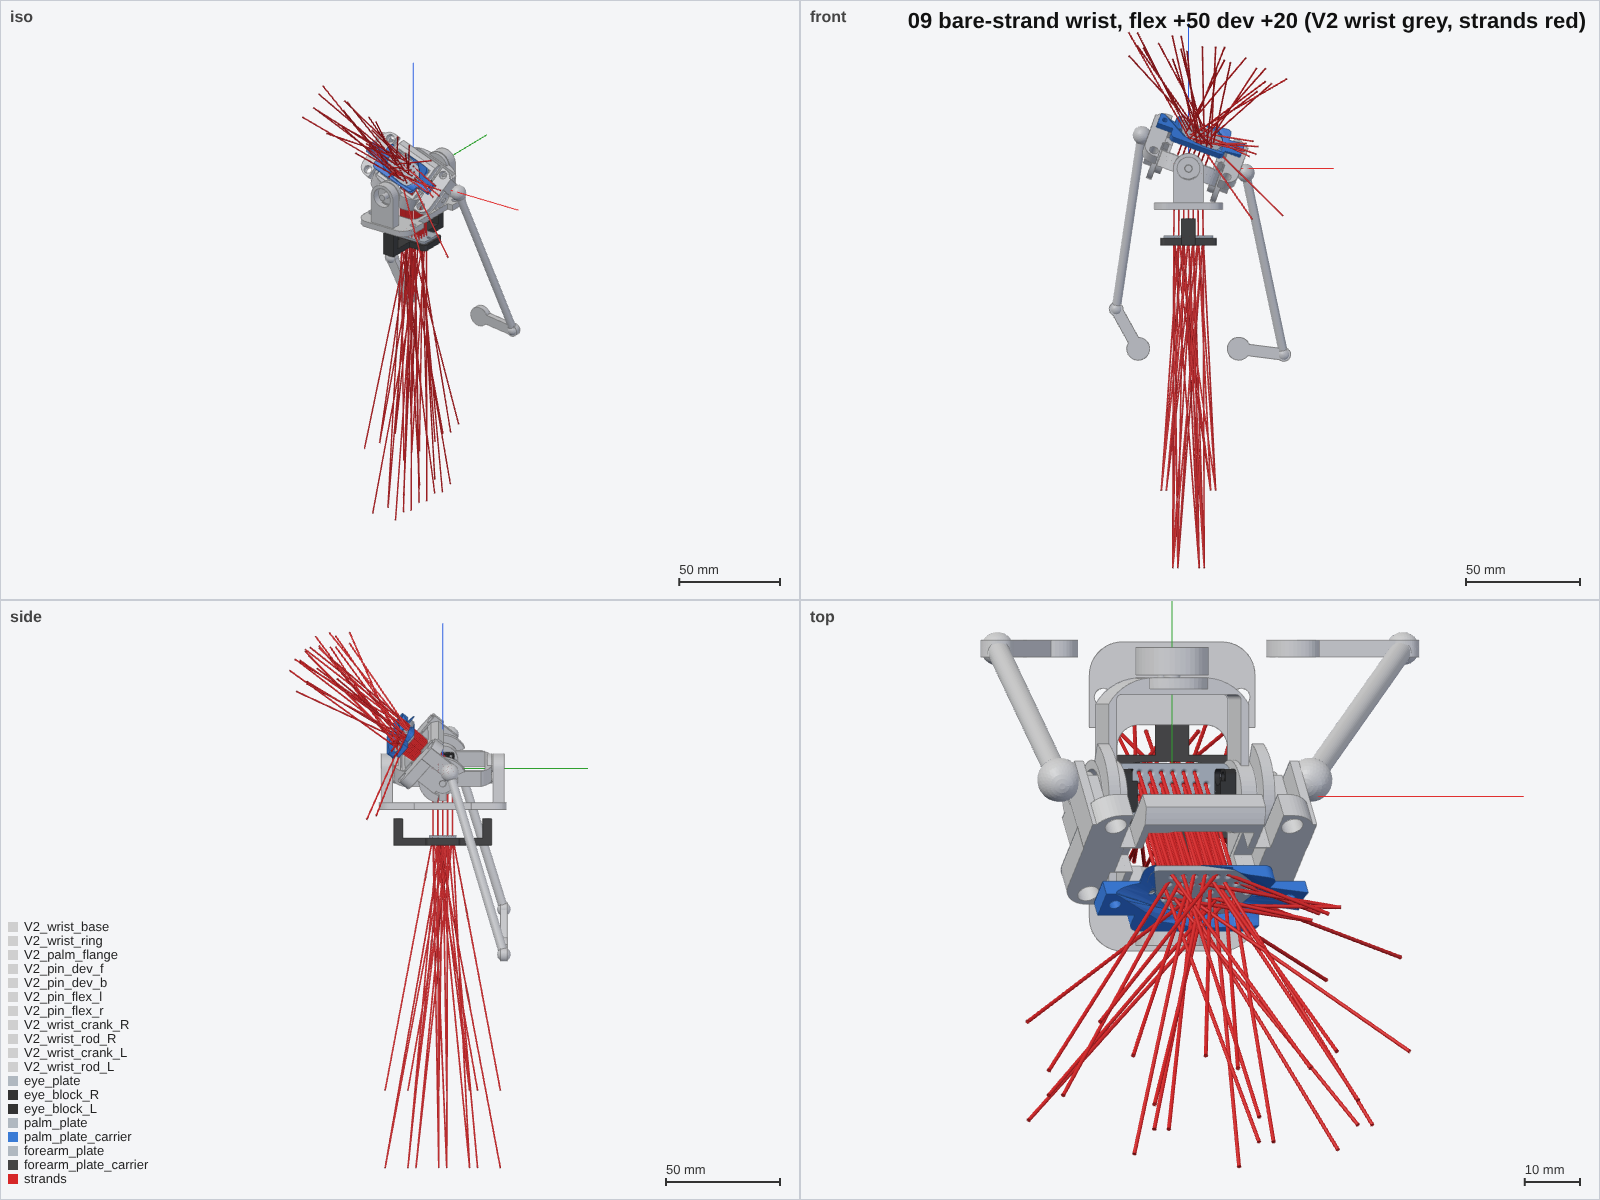 iso
front
09 bare-strand wrist, flex +50 dev +20 (V2 wrist grey, strands red)
50 mm
50 mm
side
top
V2_wrist_base
V2_wrist_ring
V2_palm_flange
V2_pin_dev_f
V2_pin_dev_b
V2_pin_flex_l
V2_pin_flex_r
V2_wrist_crank_R
V2_wrist_rod_R
V2_wrist_crank_L
V2_wrist_rod_L
eye_plate
eye_block_R
eye_block_L
palm_plate
palm_plate_carrier
forearm_plate
forearm_plate_carrier
strands
50 mm
10 mm